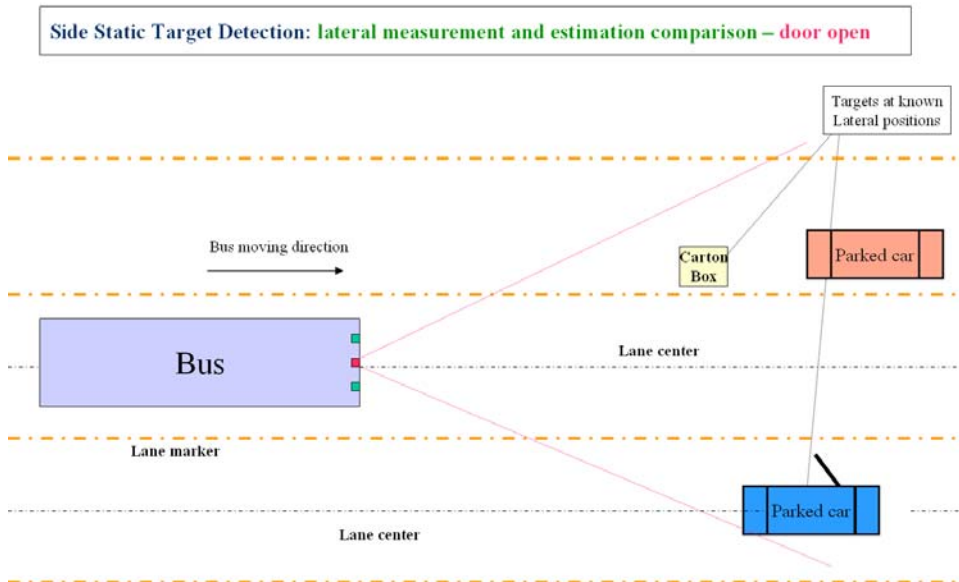 Side Static Target Detection: lateral measurement and estimation comparison – door open
Targets at known
Lateral positions
Bus moving direction
Carton
Box
Parked car
Bus
Lane center
Lane marker
Parked car
Lane center